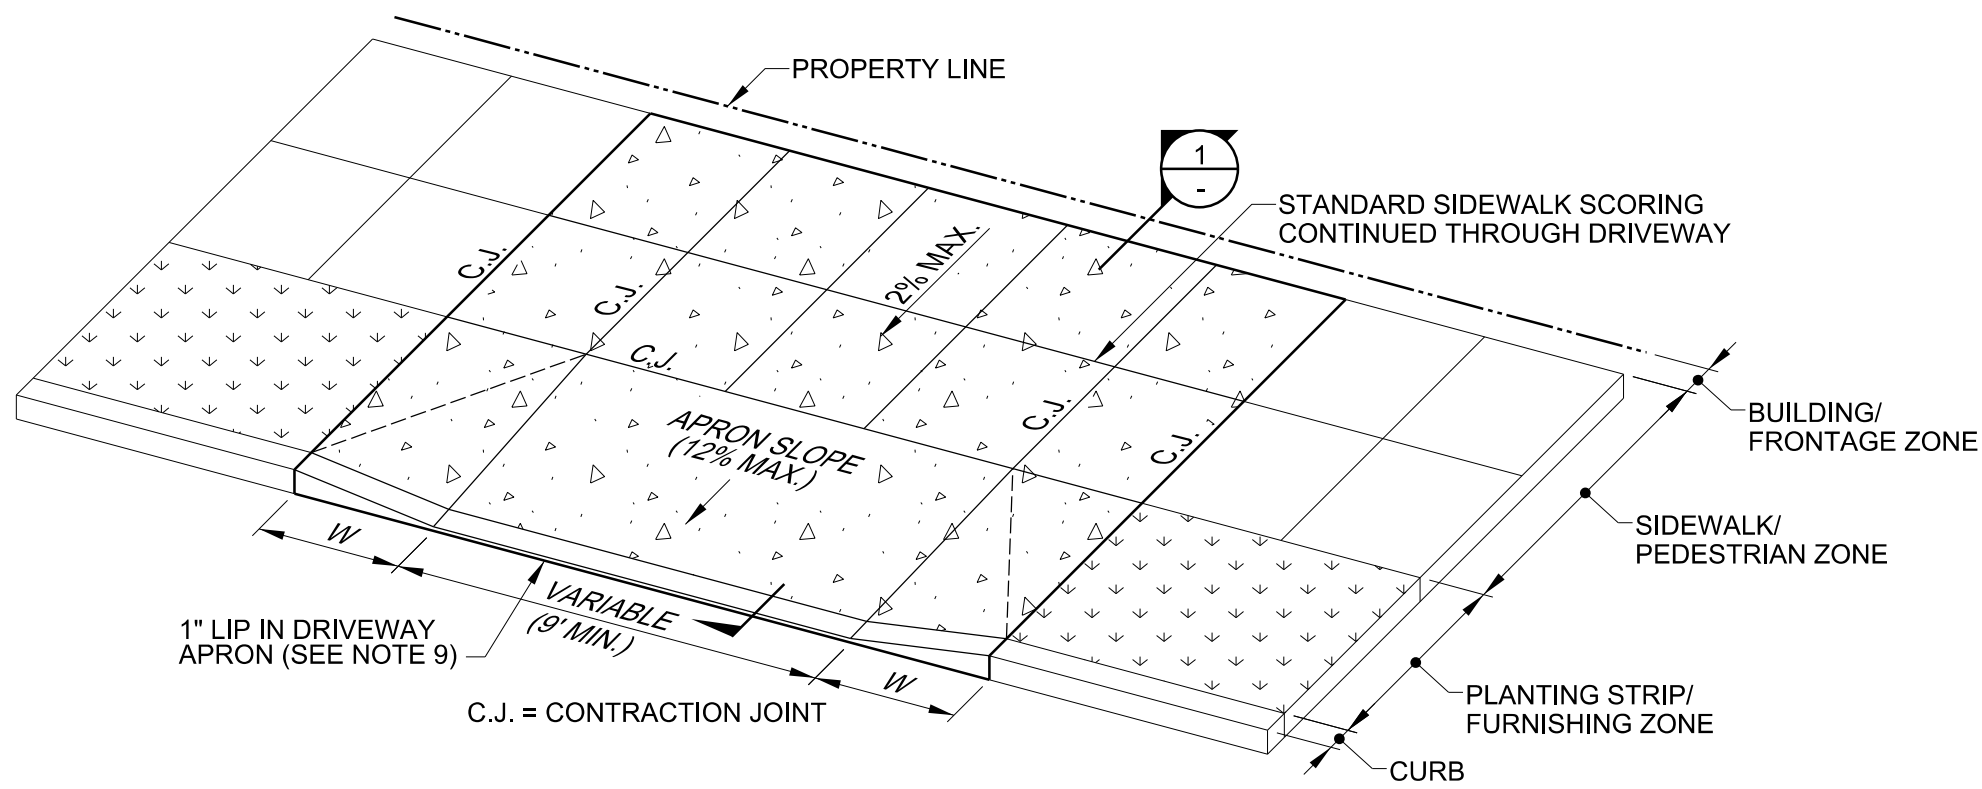 PROPERTY LINE
1
-
STANDARD SIDEWALK SCORING
CONTINUED THROUGH DRIVEWAY
C.J.
C.J.
2% MAX.
C.J.
C.J.
C.J.
APRON SLOPE
(12% MAX.)
BUILDING/
FRONTAGE ZONE
SIDEWALK/
PEDESTRIAN ZONE
W
VARIABLE
(9' MIN.)
W
1" LIP IN DRIVEWAY
APRON (SEE NOTE 9)
C.J. = CONTRACTION JOINT
PLANTING STRIP/
FURNISHING ZONE
CURB